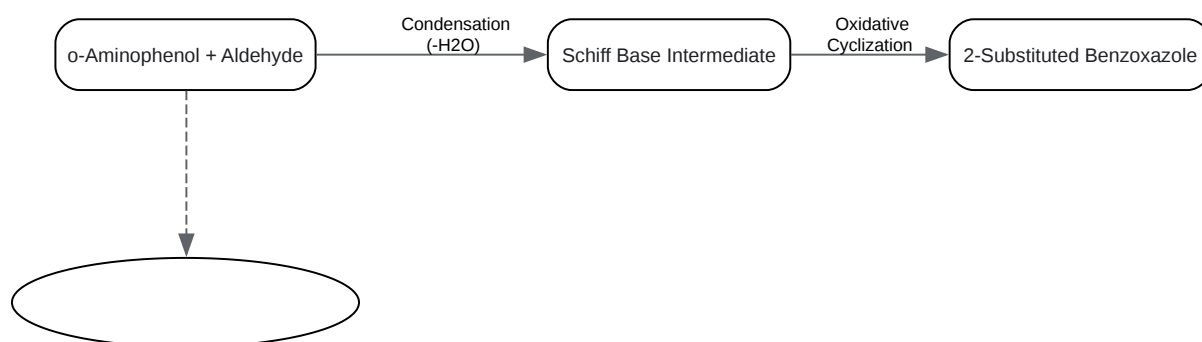 o-Aminophenol + Aldehyde
Condensation
(-H2O)
Schiff Base Intermediate
Oxidative
Cyclization
2-Substituted Benzoxazole